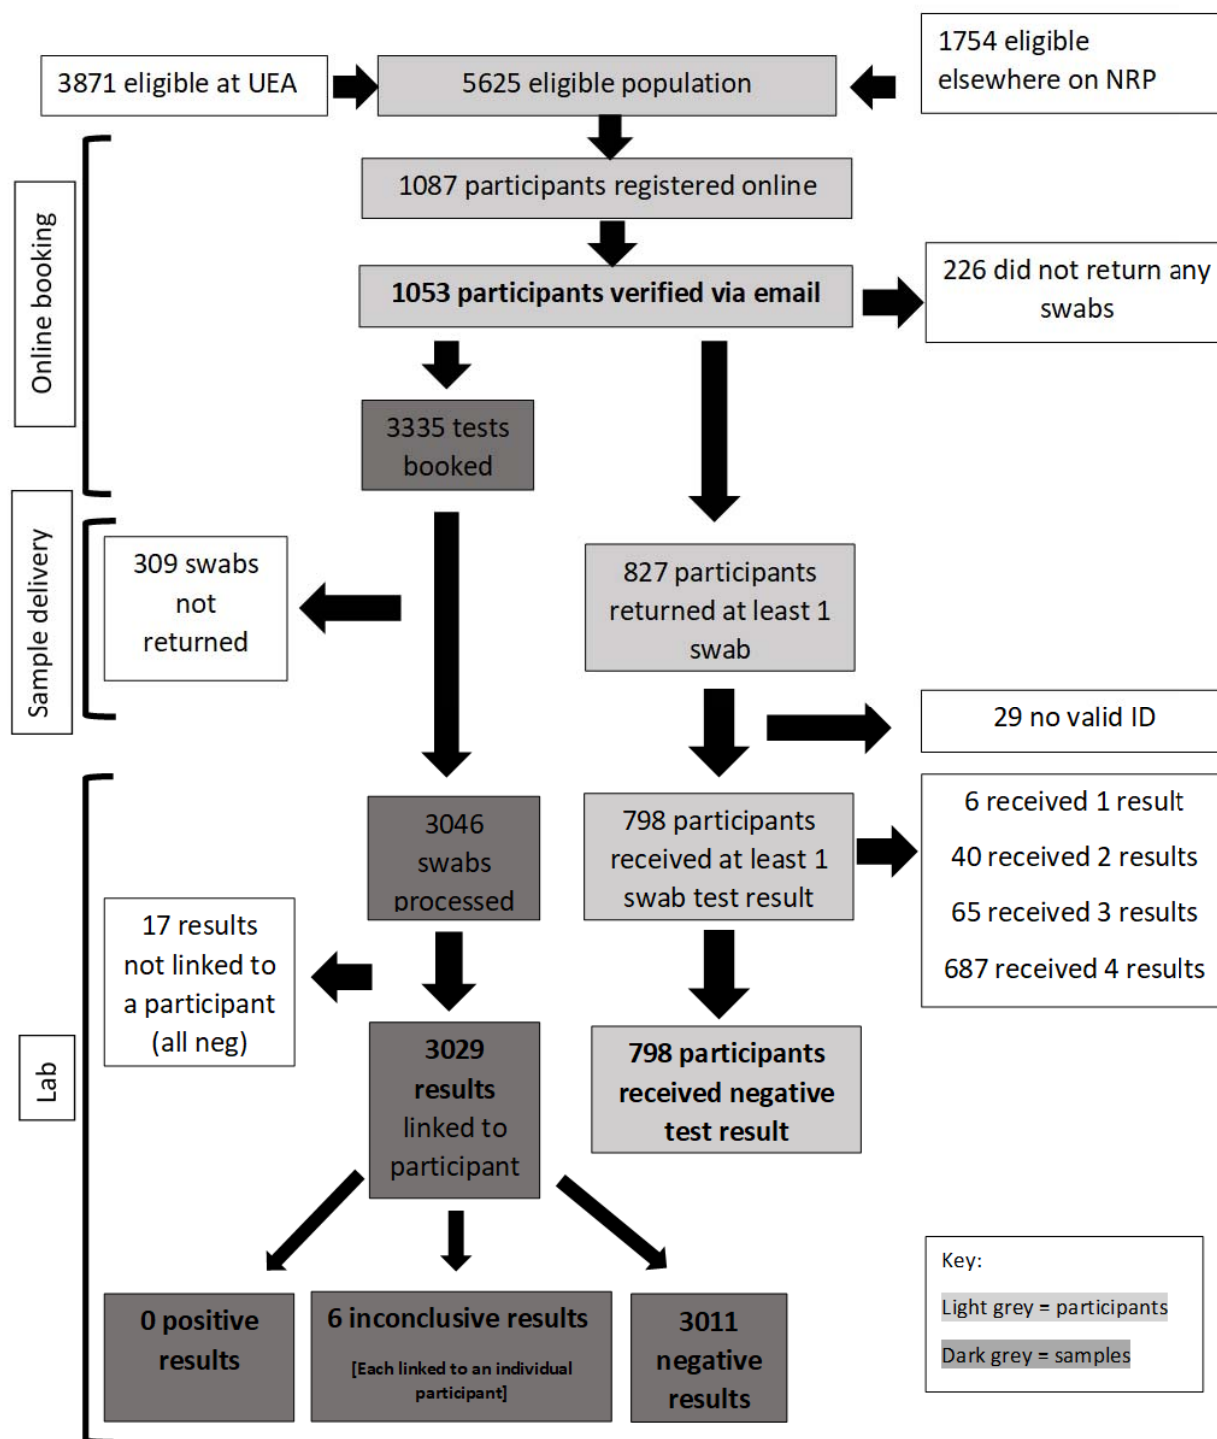 3871 eligible at UEA
5625 eligible population
1754 eligible
elsewhere on NRP
Online booking
1087 participants registered online
1053 participants verified via email
226 did not return any
swabs
3335 tests
booked
Sample delivery
309 swabs
not
returned
827 participants
returned at least 1
swab
29 no valid ID
Lab
3046
swabs
processed
798 participants
received at least 1
swab test result
6 received 1 result
40 received 2 results
65 received 3 results
687 received 4 results
17 results
not linked to
a participant
(all neg)
3029
results
linked to
participant
798 participants
received negative
test result
0 positive
results
6 inconclusive results
[Each linked to an individual
participant]
3011
negative
results
Key:
Light grey = participants
Dark grey = samples